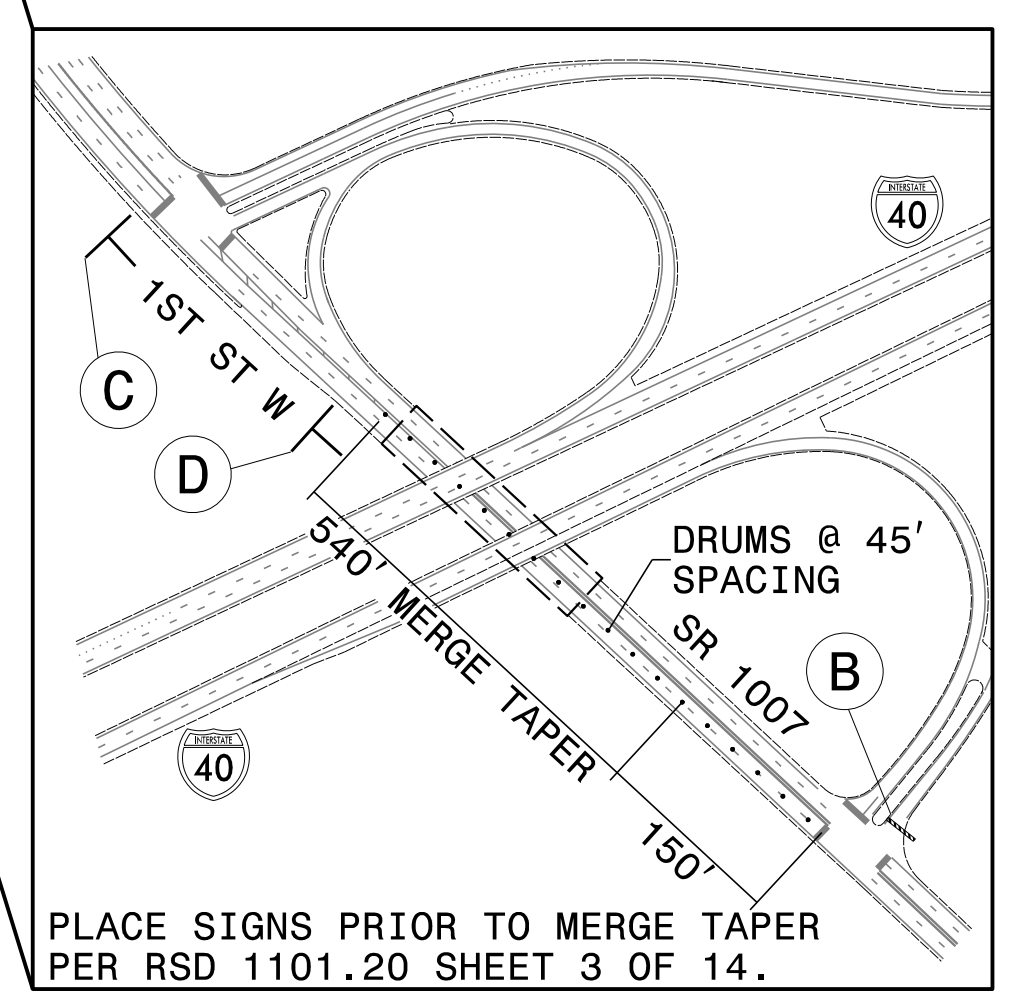 INTERSTATE
40
1ST ST W
C
D
540'
MERGE TAPER
DRUMS @ 45'
SPACING
SR 1007
B
INTERSTATE
40
150'
PLACE SIGNS PRIOR TO MERGE TAPER
PER RSD 1101.20 SHEET 3 OF 14.